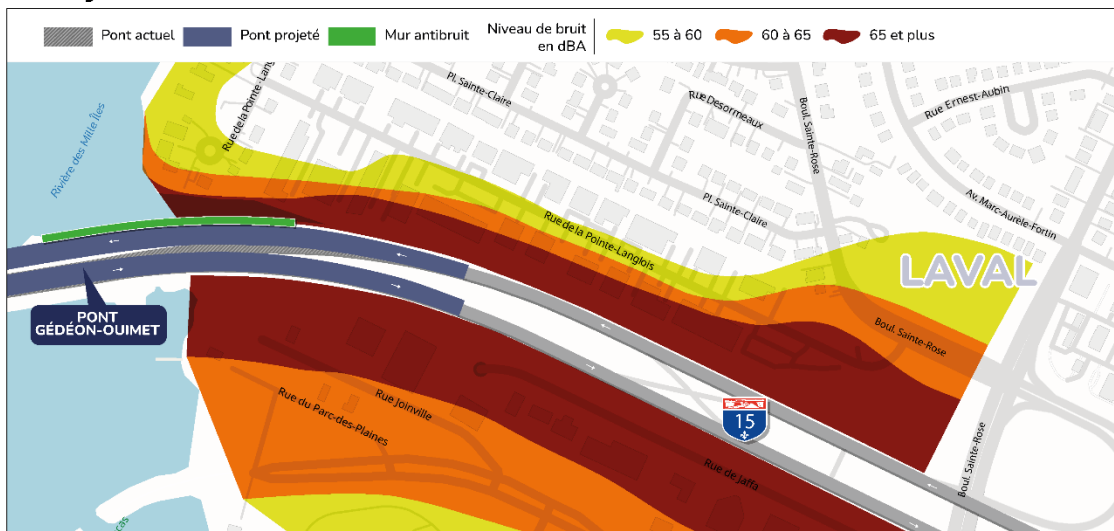 Pont actuel
Pont projeté
Mur antibruit
Niveau de bruit
en dBA
55 à 60
60 à 65
65 et plus
Rivière des Mille Îles
Rue de la Pointe-Lang
Pl. Sainte-Claire
Rue Desormeaux
Boul. Sainte-Rose
Rue Ernest-Aubin
Pl. Sainte-Claire
Av. Marc-Aurèle-Fortin
Rue de la Pointe-Langlois
LAVAL
PONT
GÉDÉON-OUIMET
Boul. Sainte-Rose
Rue Joinville
Rue du Parc-des-Plaines
15
Rue de Jaffa
Boul. Sainte-Rose